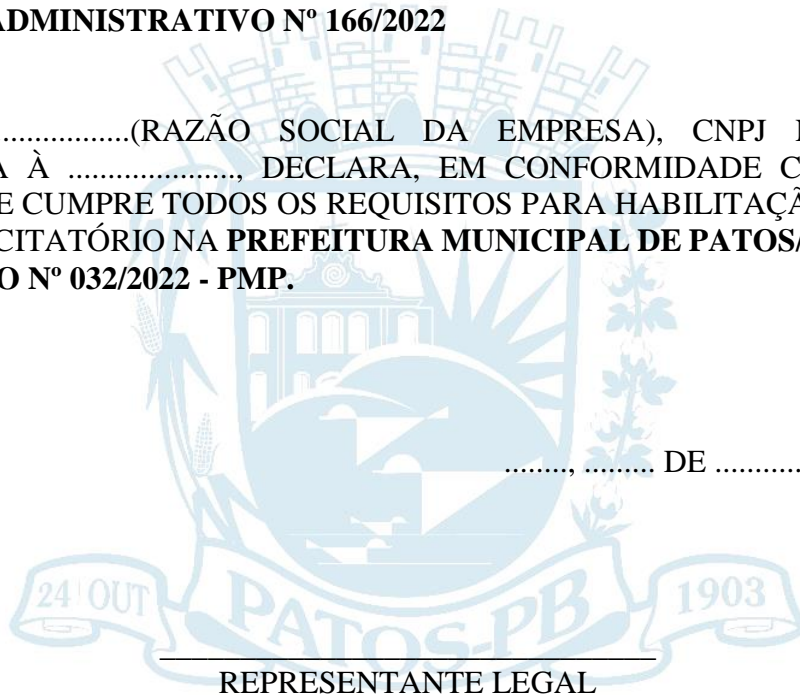 ADMINISTRATIVO Nº 166/2022
................(RAZÃO SOCIAL DA EMPRESA), CNPJ
A À ...................., DECLARA, EM CONFORMIDADE C
E CUMPRE TODOS OS REQUISITOS PARA HABILITAÇÃ
CITATÓRIO NA PREFEITURA MUNICIPAL DE PATOS/
O Nº 032/2022 - PMP.
........, ......... DE ...........
24 OUT PATOS-PB 1903
_________________________________
REPRESENTANTE LEGAL